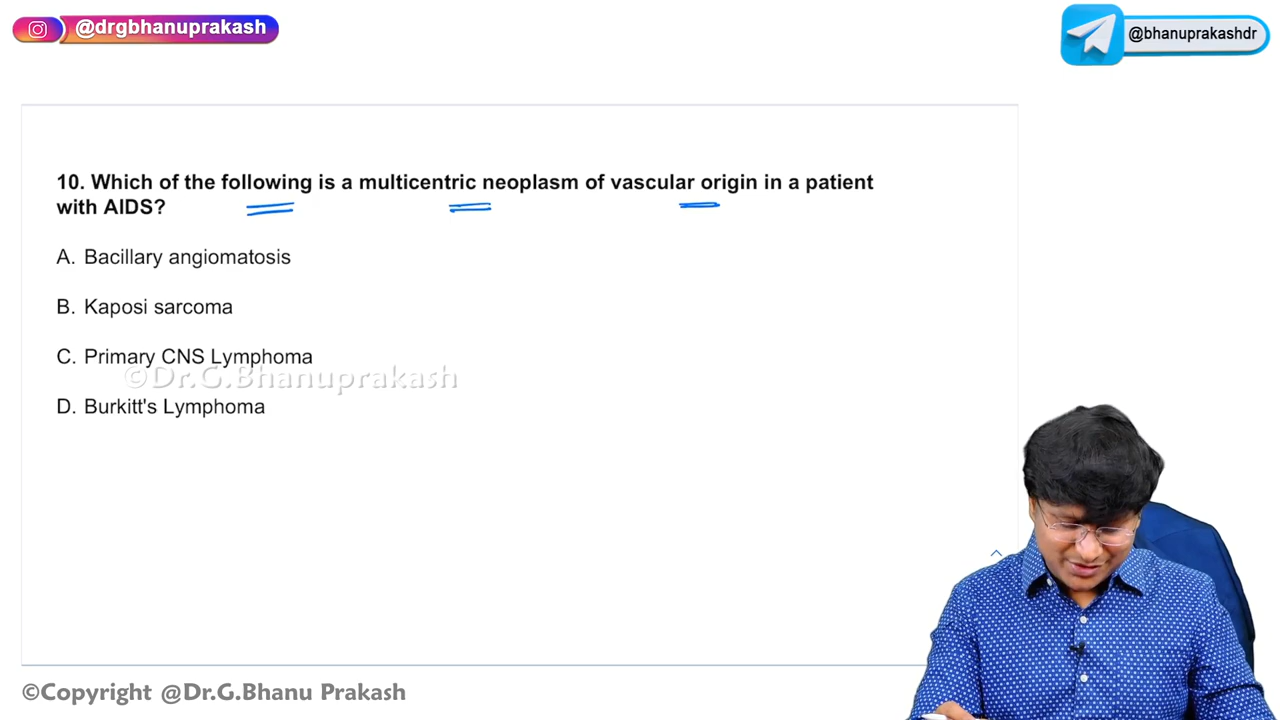 @drgbhanuprakash
@bhanuprakashdr
10. Which of the following is a multicentric neoplasm of vascular origin in a patient
with AIDS?
A. Bacillary angiomatosis
B. Kaposi sarcoma
C. Primary CNS Lymphoma
©Dr.G.Bhanuprakash
D. Burkitt's Lymphoma
©Copyright @Dr.G.Bhanu Prakash